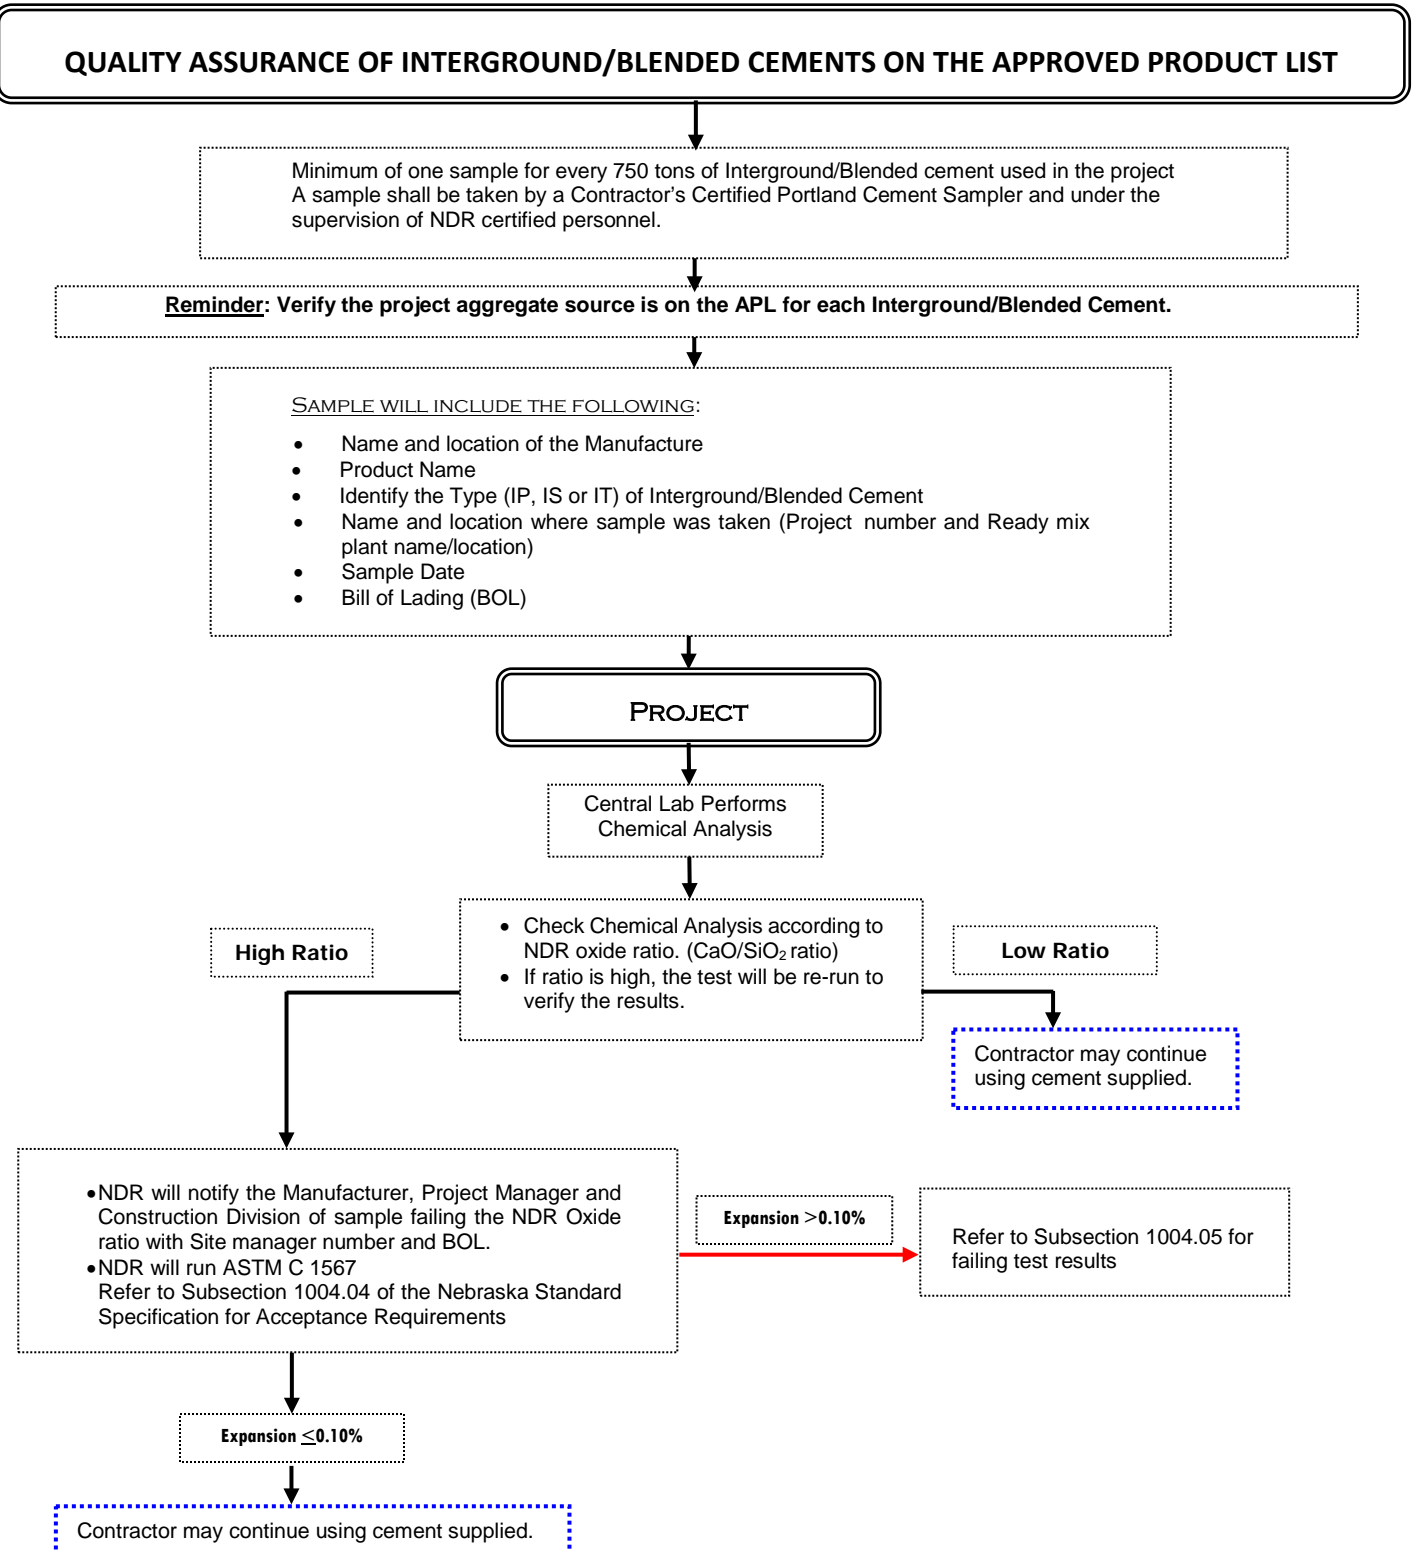 QUALITY ASSURANCE OF INTERGROUND/BLENDED CEMENTS ON THE APPROVED PRODUCT LIST
Minimum of one sample for every 750 tons of Interground/Blended cement used in the project
A sample shall be taken by a Contractor's Certified Portland Cement Sampler and under the
supervision of NDR certified personnel.
Reminder: Verify the project aggregate source is on the APL for each Interground/Blended Cement.
SAMPLE WILL INCLUDE THE FOLLOWING:
• Name and location of the Manufacture
• Product Name
• Identify the Type (IP, IS or IT) of Interground/Blended Cement
• Name and location where sample was taken (Project number and Ready mix
plant name/location)
• Sample Date
• Bill of Lading (BOL)
PROJECT
Central Lab Performs
Chemical Analysis
High Ratio
• Check Chemical Analysis according to
NDR oxide ratio. (CaO/SiO₂ ratio)
• If ratio is high, the test will be re-run to
verify the results.
Low Ratio
Contractor may continue
using cement supplied.
•NDR will notify the Manufacturer, Project Manager and
Construction Division of sample failing the NDR Oxide
ratio with Site manager number and BOL.
•NDR will run ASTM C 1567
Refer to Subsection 1004.04 of the Nebraska Standard
Specification for Acceptance Requirements
Expansion >0.10%
Refer to Subsection 1004.05 for
failing test results
Expansion ≤0.10%
Contractor may continue using cement supplied.